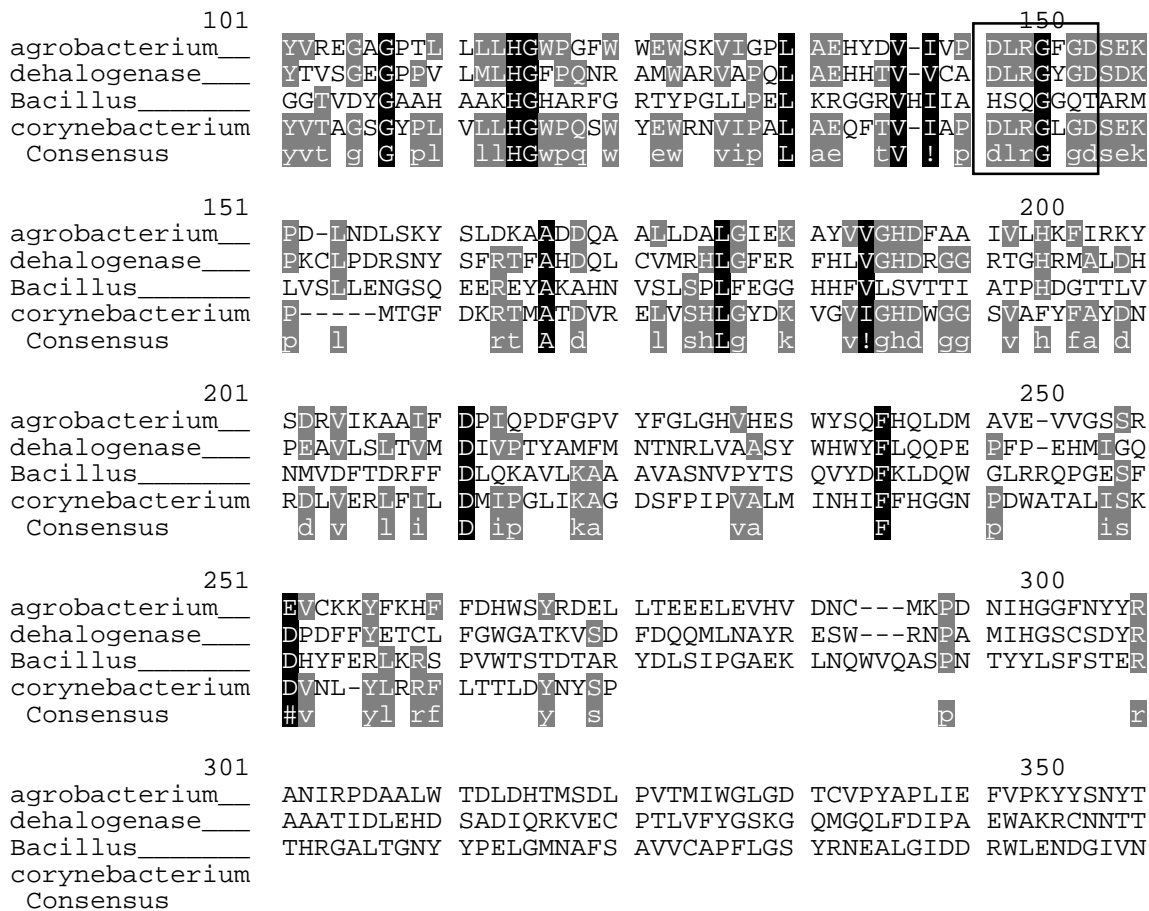 101 150
agrobacterium__ YVREGAGPTL LLLHGWPGFW WEWSKVIGPL AEHYDV-IVP DLRGFGDSEK
dehalogenase___ YTVSGEGPPV LMLHGFPQNR AMWARVAPQL AEHHTV-VCA DLRGYGDSDK
Bacillus_______ GGTVDYGAAH AAKHGHARFG RTYPGLLPEL KRGGRVHIIA HSQGGQTARM
corynebacterium YVTAGSGYPL VLLHGWPQSW YEWRNVIPAL AEQFTV-IAP DLRGLGDSEK
Consensus yvt g G pl llHGwpq w ew vip L ae tV ! p dlrG gdsek
151 200
agrobacterium__ PD-LNDLSKY SLDKAADDQA ALLDALGIEK AYVVGHDFAA IVLHKFIRKY
dehalogenase___ PKCLPDRSNY SFRTFAHDQL CVMRHLGFER FHLVGHDRGG RTGHRMALDH
Bacillus_______ LVSLLENGSQ EEREYAKAHN VSLSPLFEGG HHFVLSVTTI ATPHDGTTLV
corynebacterium P-----MTGF DKRTMATDVR ELVSHLGYDK VGVIGHDWGG SVAFYFAYDN
Consensus p l rt A d l shLg k v!ghd gg v h fa d
201 250
agrobacterium__ SDRVIKAAIF DPIQPDFGPV YFGLGHVHES WYSQFHQLDM AVE-VVGSSR
dehalogenase___ PEAVLSLTVM DIVPTYAMFM NTNRLVAASY WHWYFLQQPE PFP-EHMIGQ
Bacillus_______ NMVDFTDRFF DLQKAVLKAA AVASNVPYTS QVYDFKLDQW GLRRQPGESF
corynebacterium RDLVERLFIL DMIPGLIKAG DSFPIPVALM INHIFFHGGN PDWATALISK
Consensus d v l i D ip ka va F p is
251 300
agrobacterium__ EVCKKYFKHF FDHWSYRDEL LTEEELEVHV DNC---MKPD NIHGGFNYYR
dehalogenase___ DPDFFYETCL FGWGATKVSD FDQQMLNAYR ESW---RNPA MIHGSCSDYR
Bacillus_______ DHYFERLKRS PVWTSTDTAR YDLSIPGAEK LNQWVQASPN TYYLSFSTER
corynebacterium DVNL-YLRRF LTTLDYNYSP
Consensus #v yl rf y s p r
301 350
agrobacterium__ ANIRPDAALW TDLDHTMSDL PVTMIWGLGD TCVPYAPLIE FVPKYYSNYT
dehalogenase___ AAATIDLEHD SADIQRKVEC PTLVFYGSKG QMGQLFDIPA EWAKRCNNTT
Bacillus_______ THRGALTGNY YPELGMNAFS AVVCAPFLGS YRNEALGIDD RWLENDGIVN
corynebacterium
Consensus